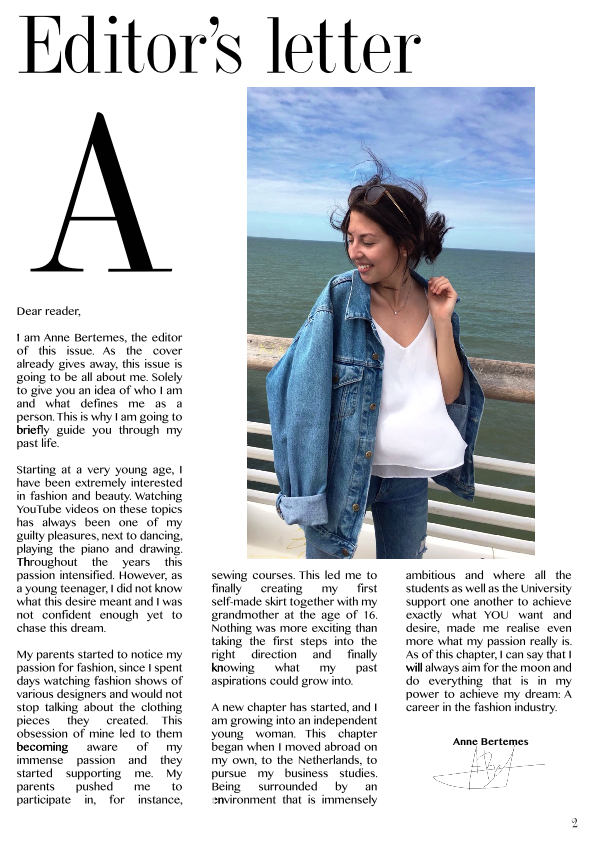 Editor's letter
A
Dear reader,
I am Anne Bertemes, the editor
of this issue. As the cover
already gives away, this issue is
going to be all about me. Solely
to give you an idea of who I am
and what defines me as a
person. This is why I am going to
briefly guide you through my
past life.
Starting at a very young age, I
have been extremely interested
in fashion and beauty. Watching
YouTube videos on these topics
has always been one of my
guilty pleasures, next to dancing,
playing the piano and drawing.
Throughout the years this
passion intensified. However, as
a young teenager, I did not know
what this desire meant and I was
not confident enough yet to
chase this dream.
My parents started to notice my
passion for fashion, since I spent
days watching fashion shows of
various designers and would not
stop talking about the clothing
pieces they created. This
obsession of mine led to them
becoming aware of my
immense passion and they
started supporting me. My
parents pushed me to
participate in, for instance,
sewing courses. This led me to
finally creating my first
self-made skirt together with my
grandmother at the age of 16.
Nothing was more exciting than
taking the first steps into the
right direction and finally
knowing what my past
aspirations could grow into.
A new chapter has started, and I
am growing into an independent
young woman. This chapter
began when I moved abroad on
my own, to the Netherlands, to
pursue my business studies.
Being surrounded by an
environment that is immensely
ambitious and where all the
students as well as the University
support one another to achieve
exactly what YOU want and
desire, made me realise even
more what my passion really is.
As of this chapter, I can say that I
will always aim for the moon and
do everything that is in my
power to achieve my dream: A
career in the fashion industry.
Anne Bertemes
2